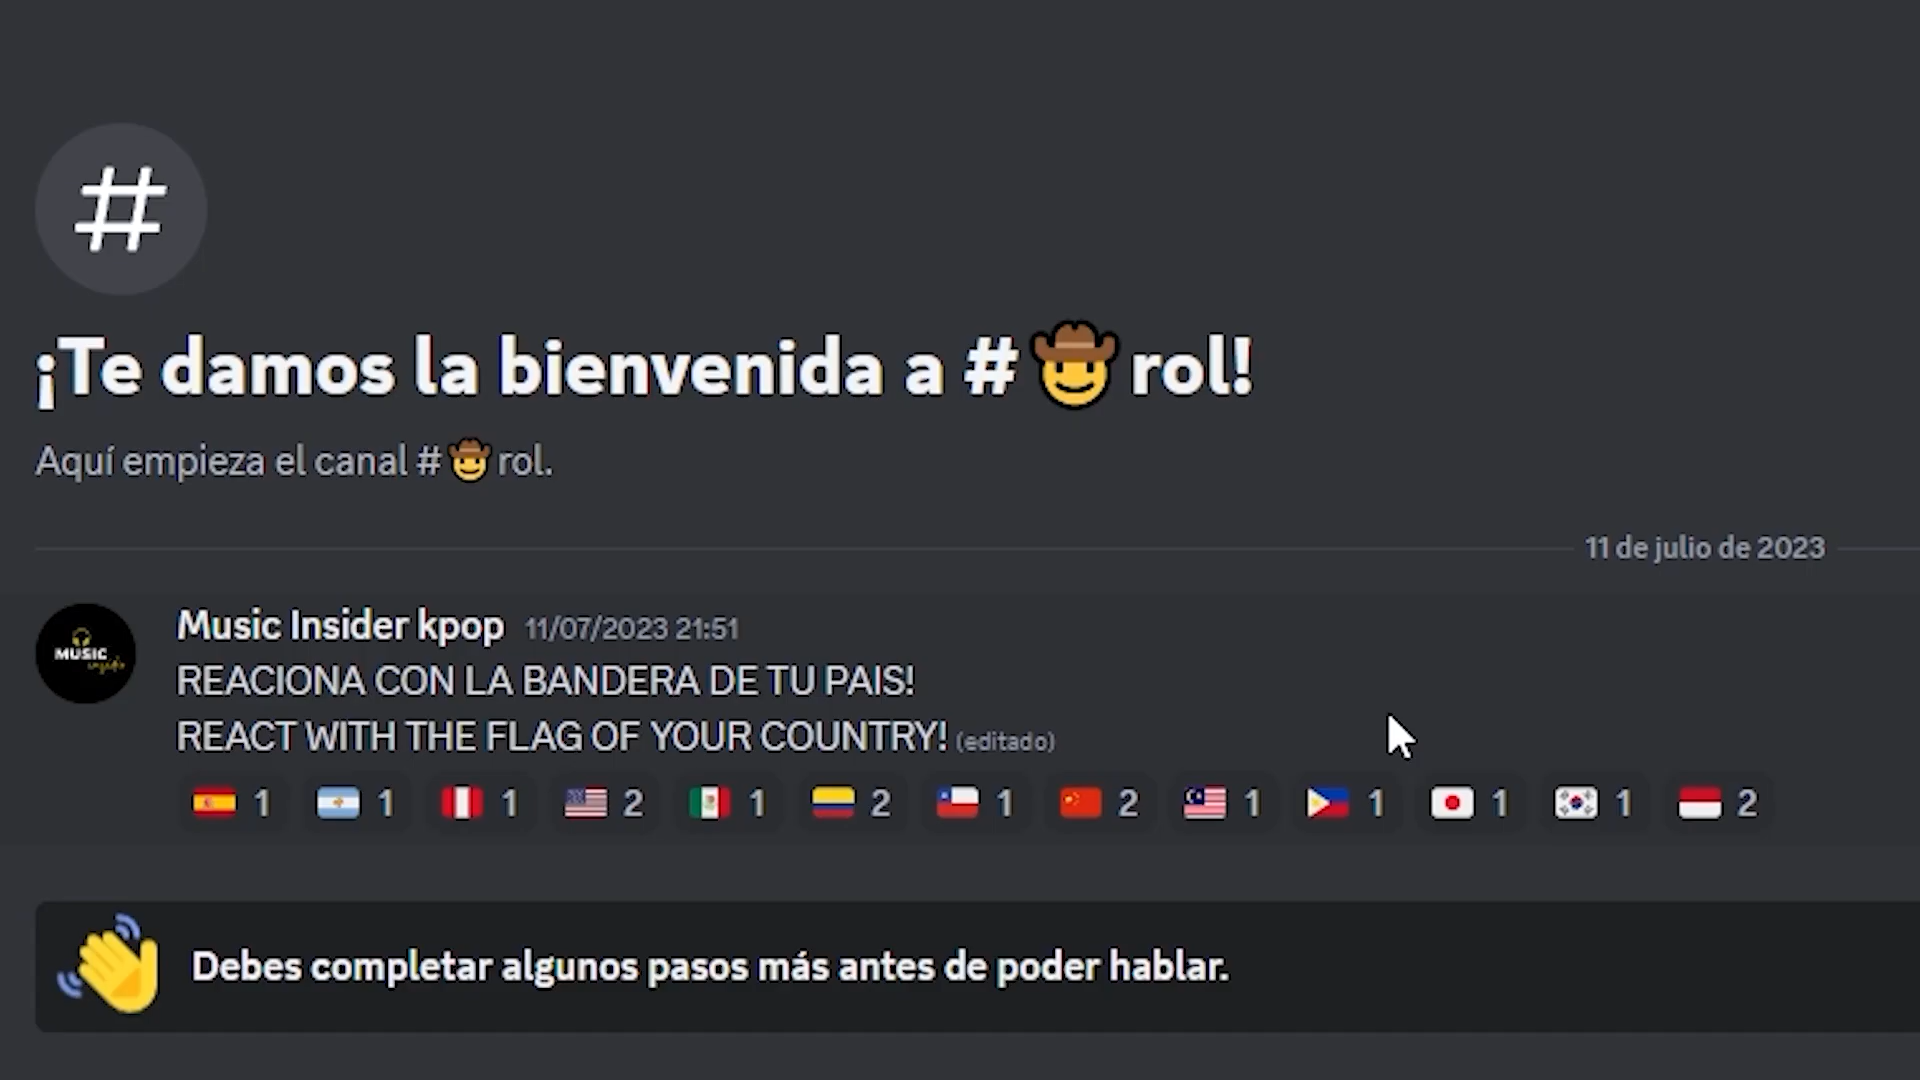 #
¡Te damos la bienvenida a #🤠rol!
Aquí empieza el canal #🤠rol.
11 de julio de 2023
MUSIC
Music Insider kpop 11/07/2023 21:51
REACIONA CON LA BANDERA DE TU PAIS!
REACT WITH THE FLAG OF YOUR COUNTRY! (editado)
1 1 1 2 1 2 1 2 1 1 1 1 2
Debes completar algunos pasos más antes de poder hablar.